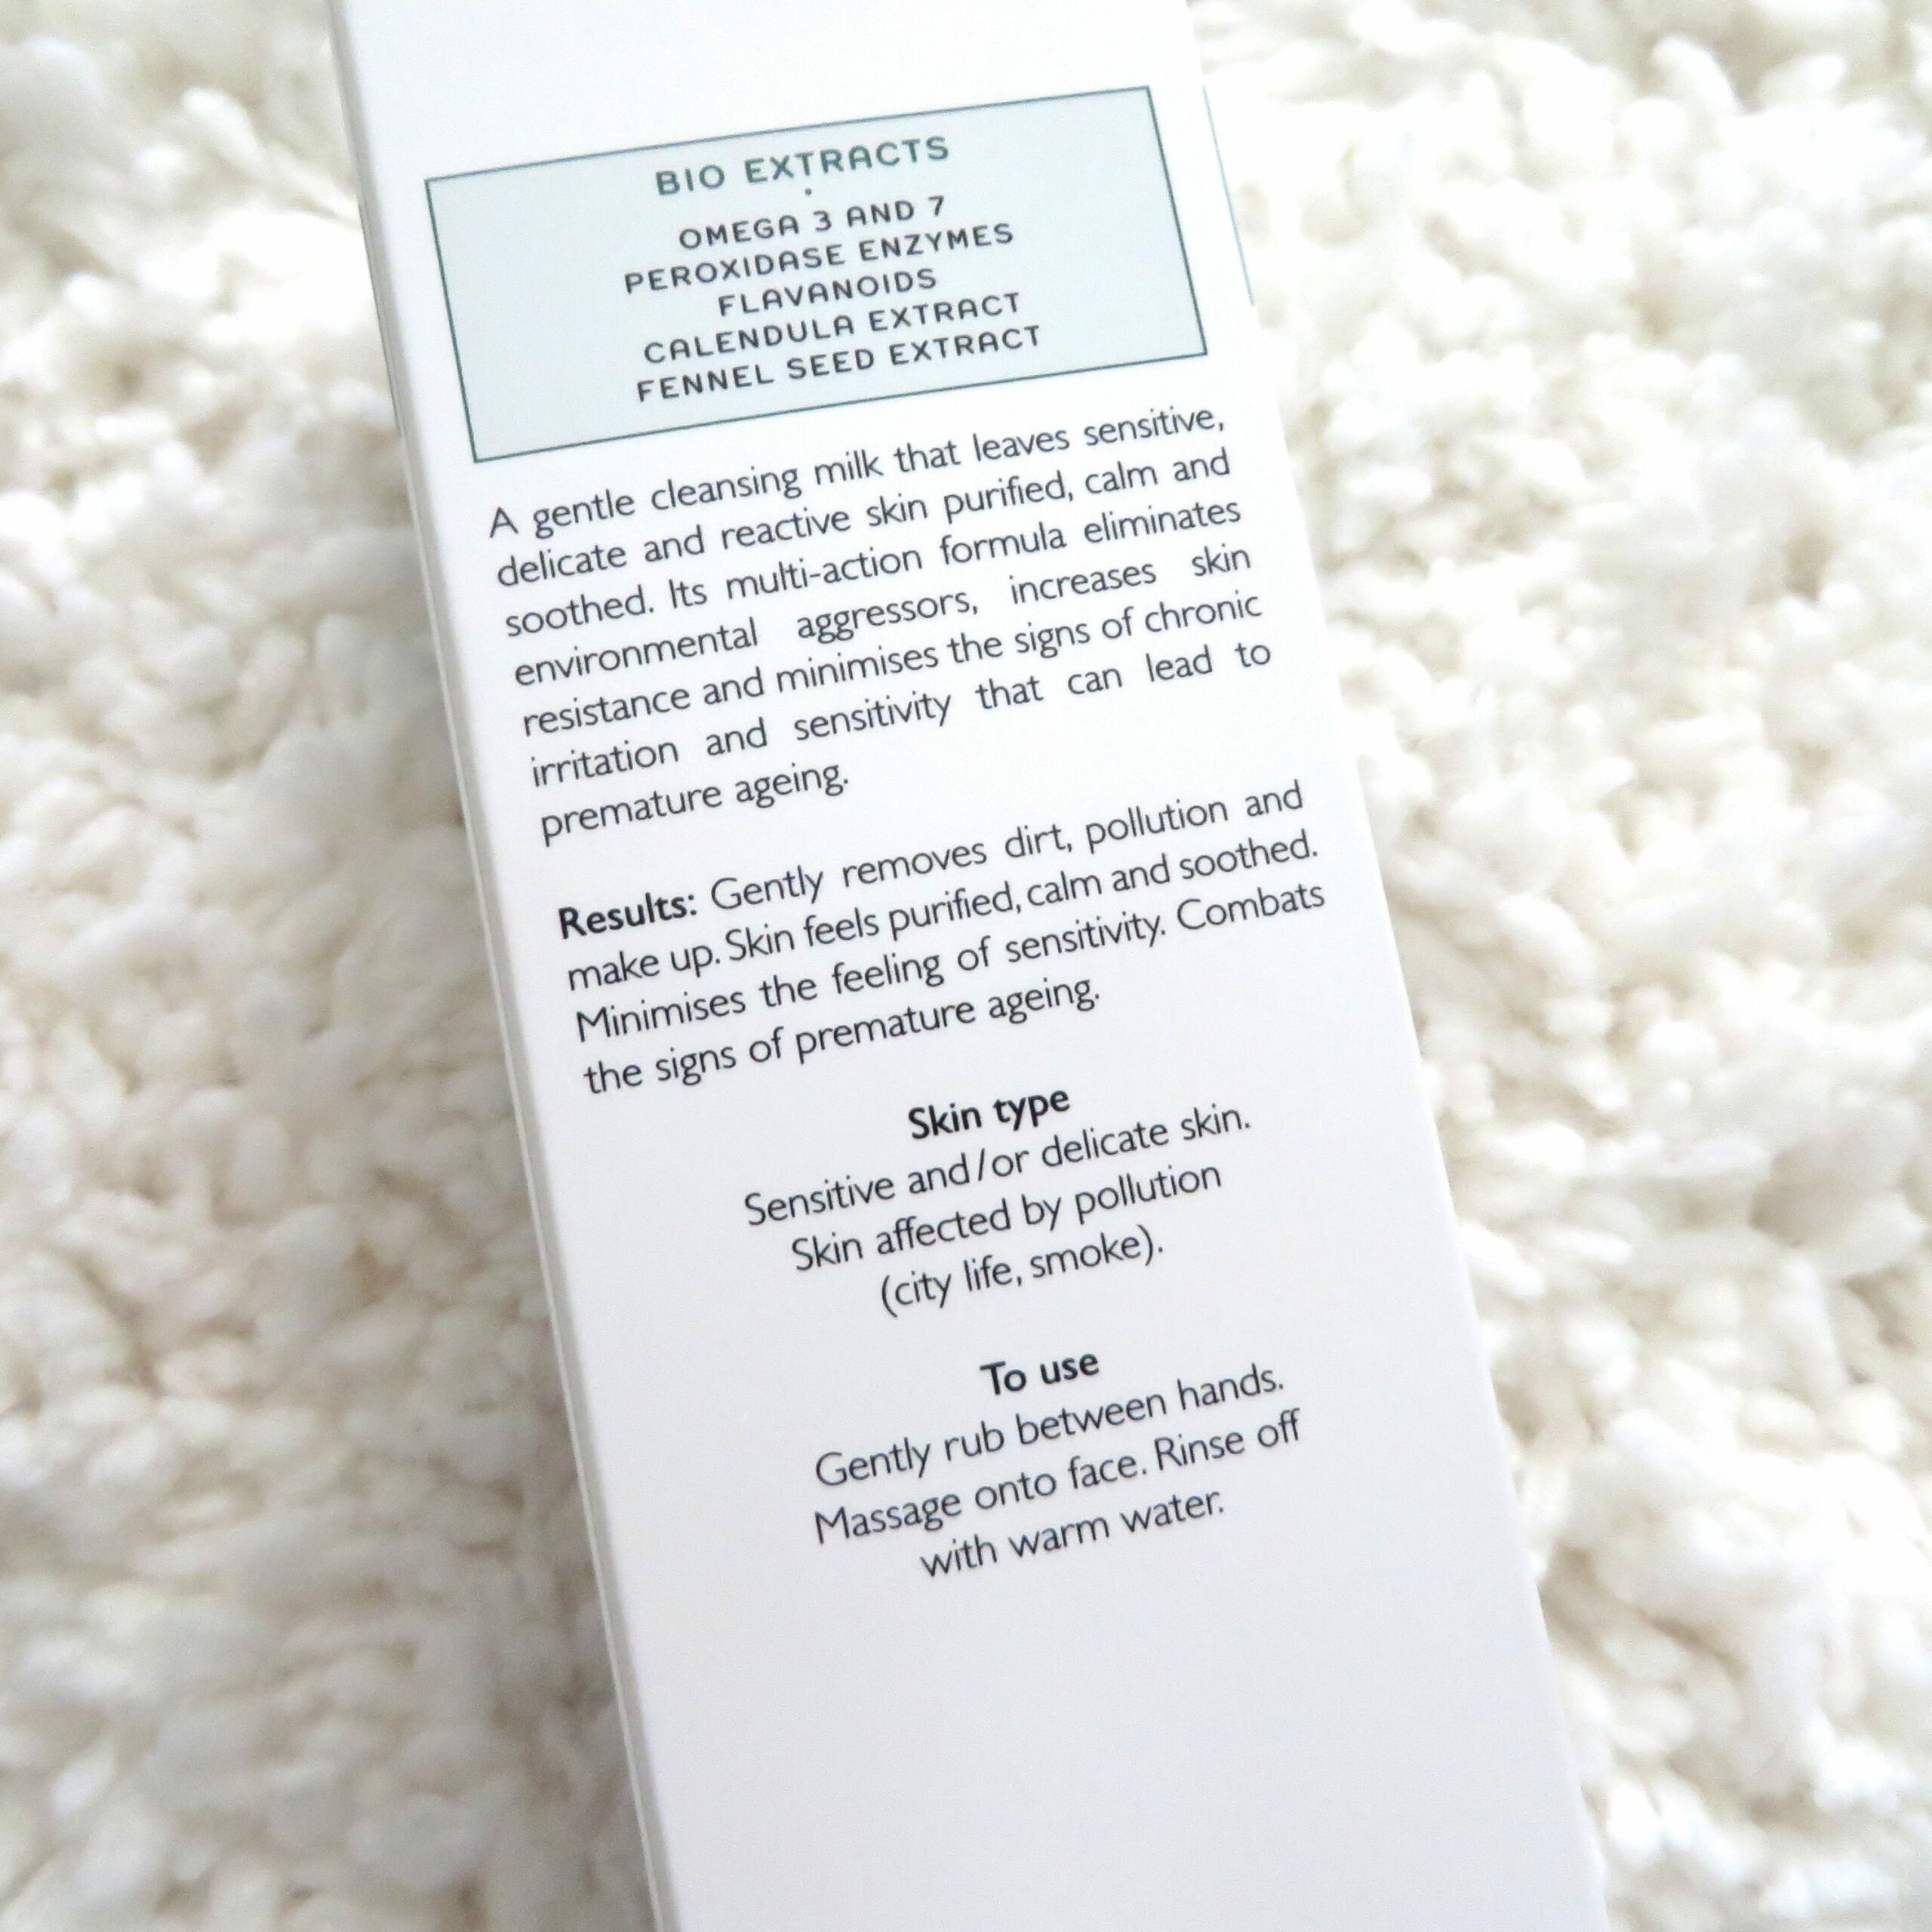 BIO EXTRACTS
•
OMEGA 3 AND 7
PEROXIDASE ENZYMES
FLAVANOIDS
CALENDULA EXTRACT
FENNEL SEED EXTRACT
A gentle cleansing milk that leaves sensitive,
delicate and reactive skin purified, calm and
soothed. Its multi-action formula eliminates
environmental aggressors, increases skin
resistance and minimises the signs of chronic
irritation and sensitivity that can lead to
premature ageing.
Results: Gently removes dirt, pollution and
make up. Skin feels purified, calm and soothed.
Minimises the feeling of sensitivity. Combats
the signs of premature ageing.
Skin type
Sensitive and/or delicate skin.
Skin affected by pollution
(city life, smoke).
To use
Gently rub between hands.
Massage onto face. Rinse off
with warm water.